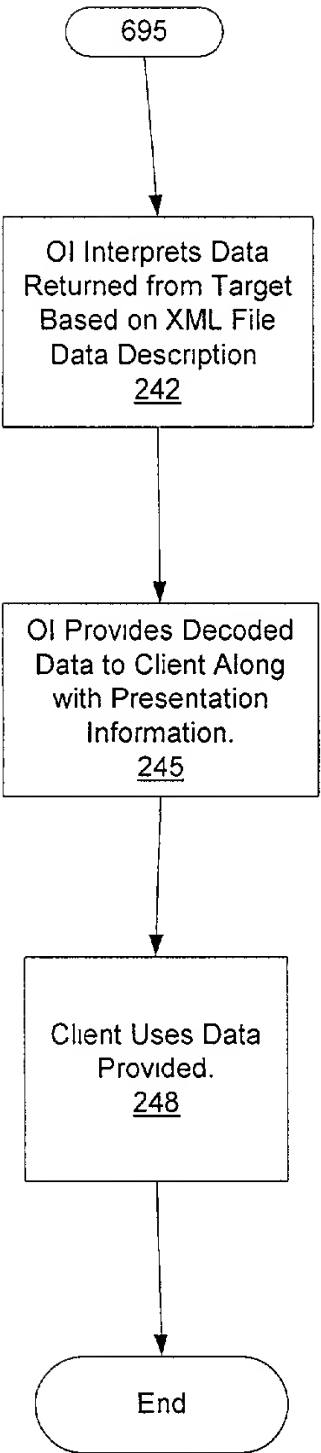 695
OI Interprets Data
Returned from Target
Based on XML File
Data Description
242
OI Provides Decoded
Data to Client Along
with Presentation
Information.
245
Client Uses Data
Provided.
248
End